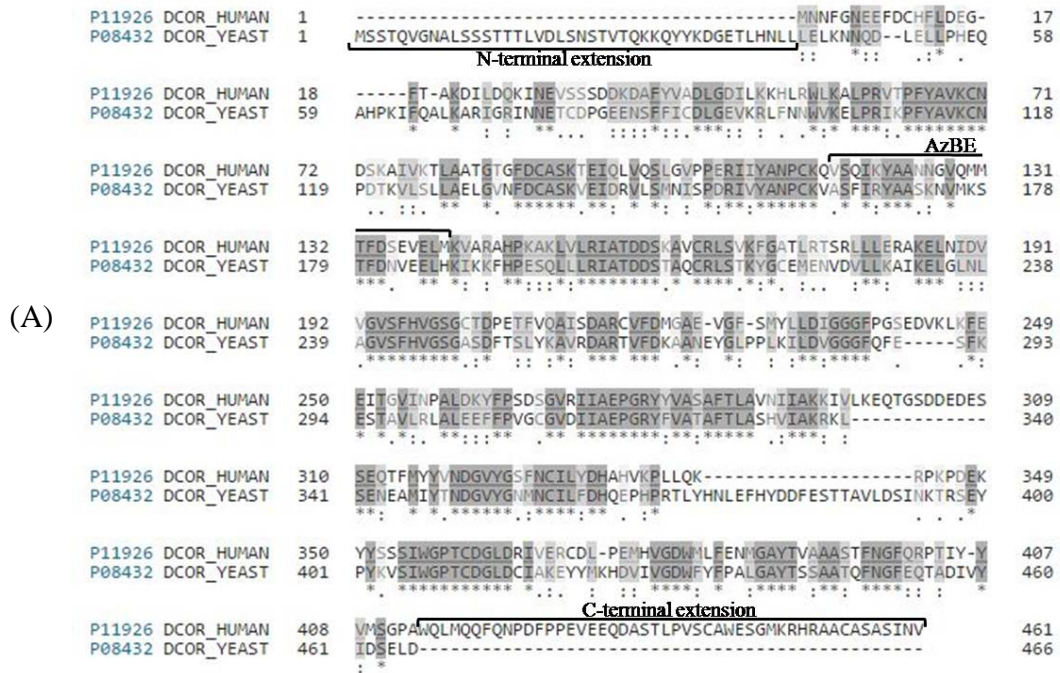 P11926 DCOR_HUMAN 1 ------------------------------------------MNNFGNEEFDCHFLDEG- 17
P08432 DCOR_YEAST 1 MSSTQVGNALSSSTTTLVDLSNSTVTQKKQYYKDGETLHNLLLELKNNQD--LELLPHEQ 58
N-terminal extension
P11926 DCOR_HUMAN 18 -----FT-AKDILDQKINEVSSSDDKDAFYVADLGDILKKHLRWLKALPRVTPFYAVKCN 71
P08432 DCOR_YEAST 59 AHPKIFQALKARIGRINNETCDPGEENSFFICDLGEVKRLFNNWVKELPRIKPFYAVKCN 118
AzBE
P11926 DCOR_HUMAN 72 DSKAIVKTLAATGTGFDCASKTEIQLVQSLGVPPERIIYANPCKQVSQIKYAANNGVQMM 131
P08432 DCOR_YEAST 119 PDTKVLSLLAELGVNFDCASKVEIDRVLSMNISPDRIVYANPCKVASFIRYAASKNVMKS 178
P11926 DCOR_HUMAN 132 TFDSEVELMKVARAHPKAKLVLRIATDDSKAVCRLSVKFGATLRTSRLLLERAKELNIDV 191
P08432 DCOR_YEAST 179 TFDNVEELHKIKKFHPESQLLLRIATDDSTAQCRLSTKYGCEMENVDVLLKAIKELGLNL 238
(A)
P11926 DCOR_HUMAN 192 VGVSFHVGSGCTDPETFVQAISDARCVFDMGAE-VGF-SMYLLDIGGGFPGSEDVKLKFE 249
P08432 DCOR_YEAST 239 AGVSFHVGSGASDFTSLYKAVRDARTVFDKAANEYGLPPLKILDVGGGFQFE-----SFK 293
P11926 DCOR_HUMAN 250 EITGVINPALDKYFPSDSGVRIIAEPGRYYVASAFTLAVNIIAKKIVLKEQTGSDDEDES 309
P08432 DCOR_YEAST 294 ESTAVLRLALEEFFPVGCGVDIIAEPGRYFVATAFTLASHVIAKRKL------------- 340
P11926 DCOR_HUMAN 310 SEQTFMYYVNDGVYGSFNCILYDHAHVKPLLQK--------------------RPKPDEK 349
P08432 DCOR_YEAST 341 SENEAMIYTNDGVYGNMNCILFDHQEPHPRTLYHNLEFHYDDFESTTAVLDSINKTRSEY 400
P11926 DCOR_HUMAN 350 YYSSSIWGPTCDGLDRIVERCDL-PEMHVGDWMLFENMGAYTVAAASTFNGFQRPTIY-Y 407
P08432 DCOR_YEAST 401 PYKVSIWGPTCDGLDCIAKEYYMKHDVIVGDWFYFPALGAYTSSAATQFNGFEQTADIVY 460
C-terminal extension
P11926 DCOR_HUMAN 408 VMSGPAWQLMQQFQNPDFPPEVEEQDASTLPVSCAWESGMKRHRAACASASINV 461
P08432 DCOR_YEAST 461 IDSELD------------------------------------------------ 466